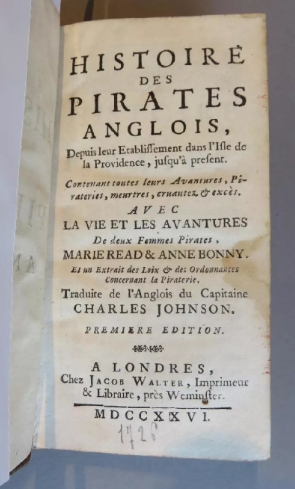 HISTOIRE
DES
PIRATES
ANGLOIS,
Depuis leur Etablissement dans l'Isle de
la Providence, jusqu'à present.
Contenant toutes leurs Avantures, Pi-
rateries, meurtres, cruautez & excès.
AVEC
LA VIE ET LES AVANTURES
De deux Femmes Pirates,
MARIE READ & ANNE BONNY.
Et un Extrait des Loix & des Ordonnances
Concernant la Piraterie.
Traduite de l'Anglois du Capitaine
CHARLES JOHNSON.
PREMIERE EDITION.
A LONDRES,
Chez JACOB WALTER, Imprimeur
& Libraire, près Weminster.
MDCCXXVI.
1726